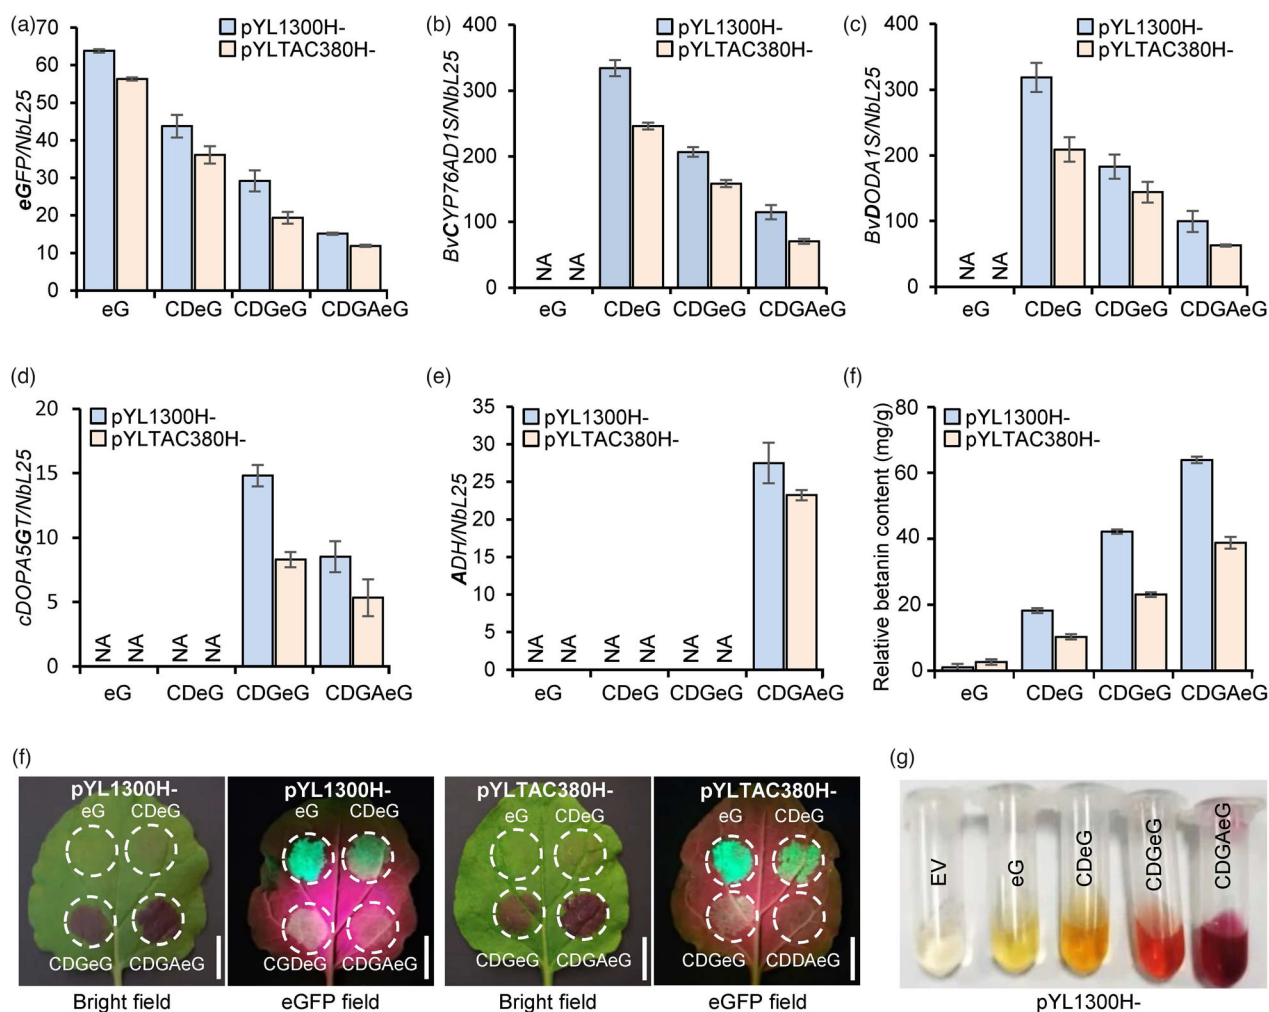 (a)
70
60
50
40
30
20
10
0
eGFP/NbL25
pYL1300H-
pYLTAC380H-
eG CDeG CDGeG CDGAeG
(b)
400
300
200
100
0
BvCYP76AD1S/NbL25
pYL1300H-
pYLTAC380H-
NA NA
eG CDeG CDGeG CDGAeG
(c)
400
300
200
100
0
BvDODA1S/NbL25
pYL1300H-
pYLTAC380H-
NA NA
eG CDeG CDGeG CDGAeG
(d)
20
15
10
5
0
cDOPA5GT/NbL25
pYL1300H-
pYLTAC380H-
NA NA NA NA
eG CDeG CDGeG CDGAeG
(e)
35
30
25
20
15
10
5
0
ADH/NbL25
pYL1300H-
pYLTAC380H-
NA NA NA NA NA NA
eG CDeG CDGeG CDGAeG
(f)
80
60
40
20
0
Relative betanin content (mg/g)
pYL1300H-
pYLTAC380H-
eG CDeG CDGeG CDGAeG
(f)
pYL1300H-
eG CDeG
CDGeG CDGAeG
Bright field
pYL1300H-
eG CDeG
CGDeG CDGAeG
eGFP field
pYLTAC380H-
eG CDeG
CDGeG CDGAeG
Bright field
pYLTAC380H-
eG CDeG
CDGeG CDDAeG
eGFP field
(g)
EV eG CDeG CDGeG CDGAeG
pYL1300H-